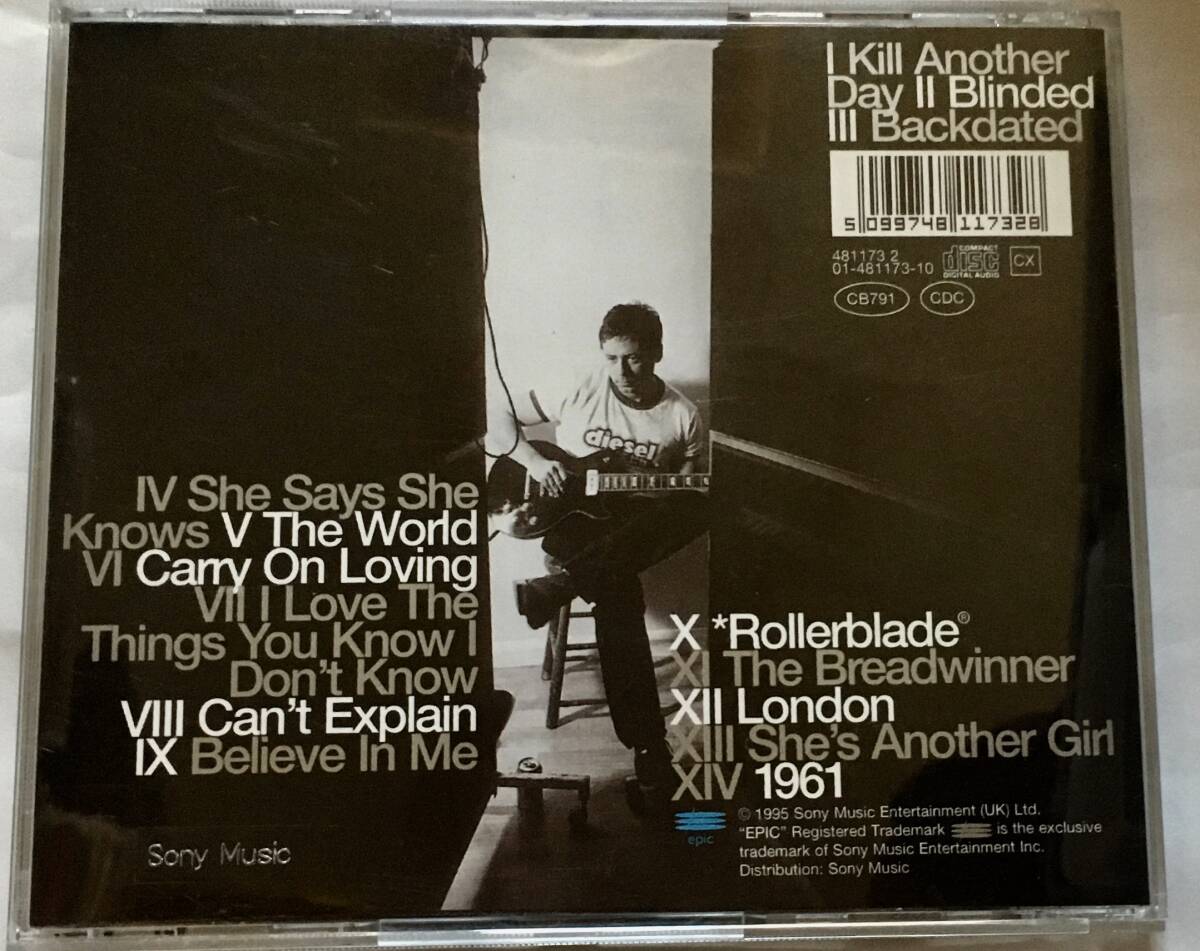 I Kill Another
Day II Blinded
III Backdated
5 099748 117328
481173 2
01-481173-10
COMPACT
disc
DIGITAL AUDIO
CX
CB791
CDC
diesel
IV She Says She
Knows V The World
VI Carry On Loving
VII I Love The
Things You Know I
Don't Know
VIII Can't Explain
IX Believe In Me
X *Rollerblade®
XI The Breadwinner
XII London
XIII She's Another Girl
XIV 1961
epic
© 1995 Sony Music Entertainment (UK) Ltd.
"EPIC" Registered Trademark is the exclusive
trademark of Sony Music Entertainment Inc.
Distribution: Sony Music
Sony Music